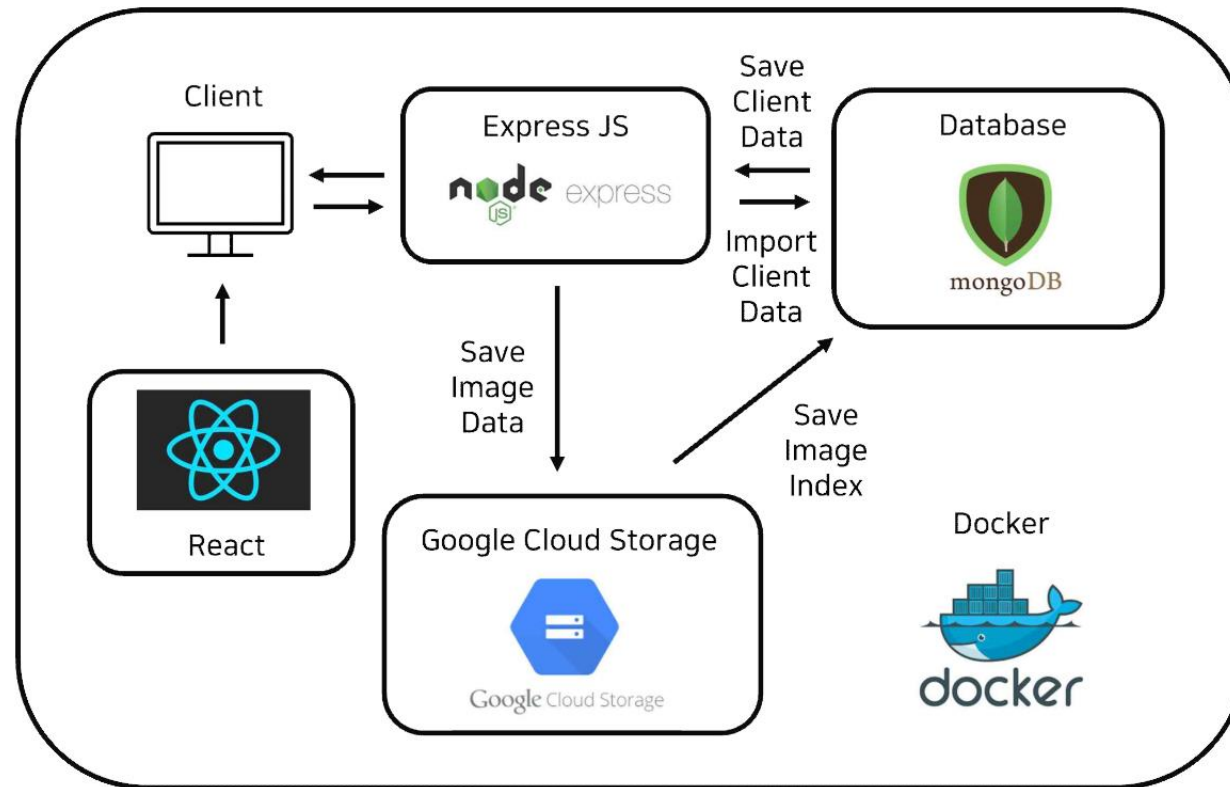 Client
Express JS
node
JS
express
Save
Client
Data
Import
Client
Data
Database
mongoDB
React
Save
Image
Data
Save
Image
Index
Google Cloud Storage
Google Cloud Storage
Docker
docker